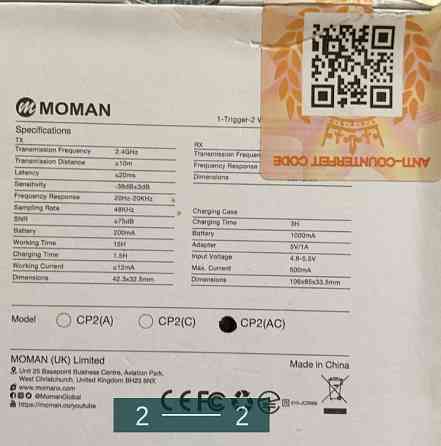 MOMAN
1-Trigger-2
Specifications
TX
Transmission Frequency 2.4GHz
Transmission Distance ≤10m
Latency ≤20ms
Sensitivity -38dB±3dB
Frequency Response 20Hz-20KHz
Sampling Rate 48KHz
SNR ≥75dB
Battery 200mA
Working Time 15H
Charging Time 1.5H
Working Current ≤12mA
Dimensions 42.3x32.5mm
RX
Transmission
Frequency Response
Dimensions
Charging Case
Charging Time 3H
Battery 1000mA
Adapter 5V/1A
Input Voltage 4.8-5.5V
Max. Current 500mA
Dimensions 106x85x33.5mm
ANTI-COUNTERFEIT CODE
Model CP2(A) CP2(C) CP2(AC)
MOMAN (UK) Limited
Unit 25 Basepoint Business Centre, Aviation Park,
West Christchurch, United Kingdom BH23 6NX
www.momanx.com
@MomanGlobal
https://moman.co/youtube
Made in China
CE FC
2 2